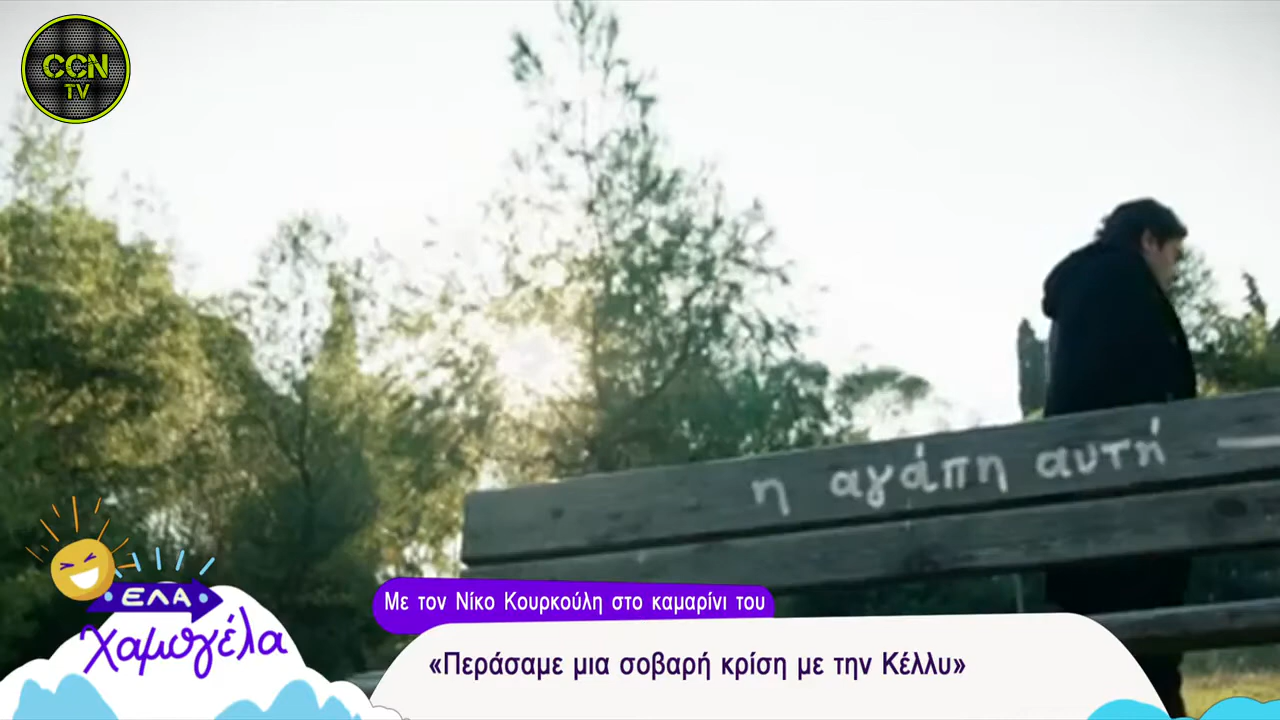 CCN
TV
η αγάπη αυτή
ΕΛΑ
χαμογέλα
Με τον Νίκο Κουρκούλη στο καμαρίνι του
«Περάσαμε μια σοβαρή κρίση με την Κέλλυ»